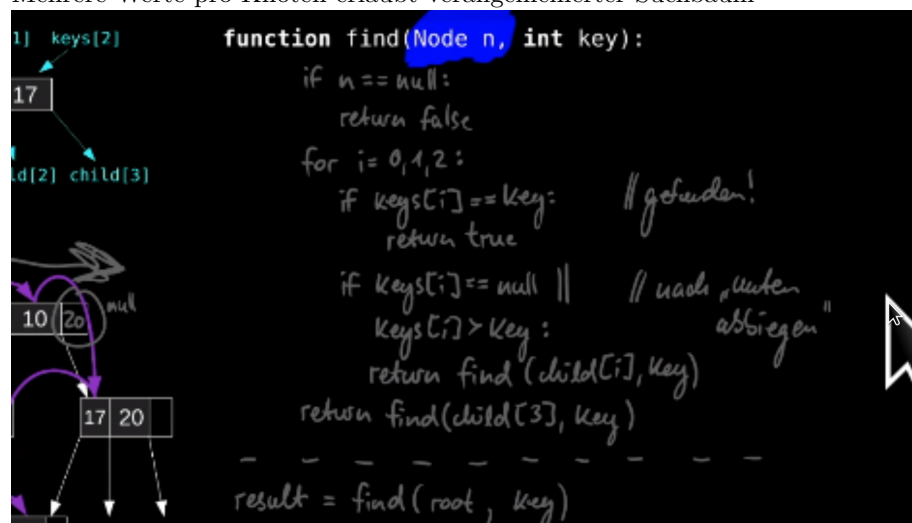 Mehrere Werte pro Knoten erlaubt verallgemeinerter Suchbaum
1] keys[2]
17
ld[2] child[3]
function find(Node n, int key):
if n == null:
return false
for i = 0,1,2:
if keys[i] == key: // gefunden!
return true
if keys[i] == null || // nach „unten
keys[i] > key: abbiegen"
return find (child[i], key)
return find(child[3], key)
result = find( root , key)
10 20 null
17 20